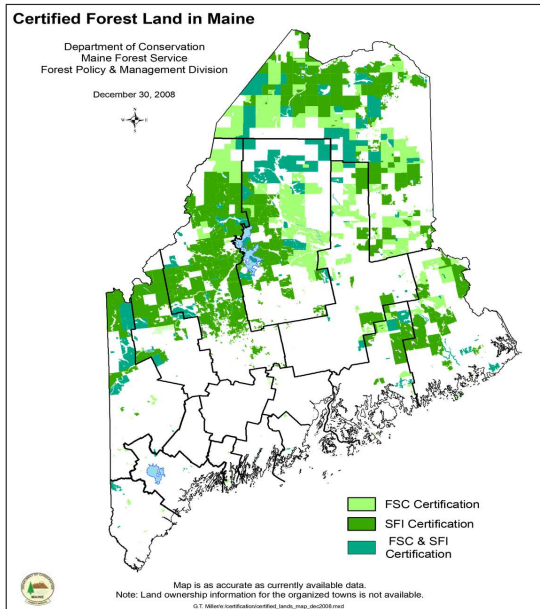 Certified Forest Land in Maine
Department of Conservation
Maine Forest Service
Forest Policy & Management Division
December 30, 2008
N
W E
S
FSC Certification
SFI Certification
FSC & SFI
Certification
Map is as accurate as currently available data.
Note: Land ownership information for the organized towns is not available.
MAINE